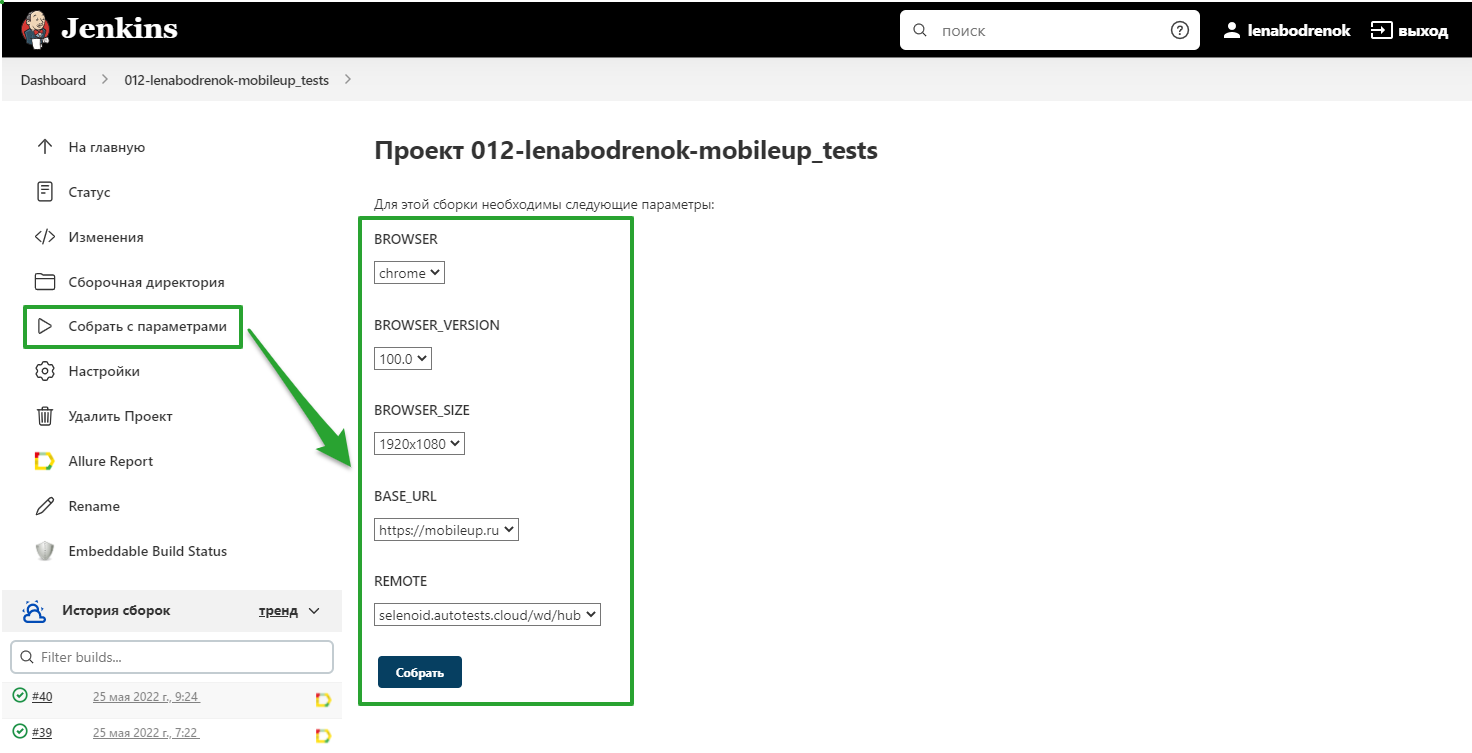 Jenkins
поиск
lenabodrenok
выход
Dashboard
012-lenabodrenok-mobileup_tests
На главную
Статус
Изменения
Сборочная директория
Собрать с параметрами
Настройки
Удалить Проект
Allure Report
Rename
Embeddable Build Status
История сборок
тренд
Filter builds...
#40
25 мая 2022 г., 9:24
#39
25 мая 2022 г., 7:22
Проект 012-lenabodrenok-mobileup_tests
Для этой сборки необходимы следующие параметры:
BROWSER
chrome
BROWSER_VERSION
100.0
BROWSER_SIZE
1920x1080
BASE_URL
https://mobileup.ru
REMOTE
selenoid.autotests.cloud/wd/hub
Собрать